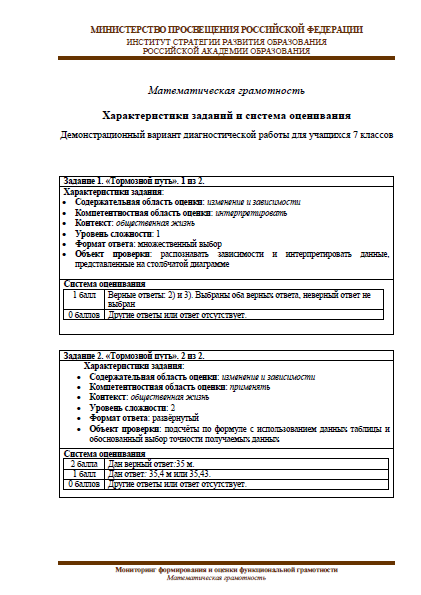 МИНИСТЕРСТВО ПРОСВЕЩЕНИЯ РОССИЙСКОЙ ФЕДЕРАЦИИ
ИНСТИТУТ СТРАТЕГИИ РАЗВИТИЯ ОБРАЗОВАНИЯ
РОССИЙСКОЙ АКАДЕМИИ ОБРАЗОВАНИЯ
Математическая грамотность
Характеристики заданий и система оценивания
Демонстрационный вариант диагностической работы для учащихся 7 классов
Задание 1. «Тормозной путь». 1 из 2.
Характеристики задания:
• Содержательная область оценки: изменение и зависимости
• Компетентностная область оценки: интерпретировать
• Контекст: общественная жизнь
• Уровень сложности: 1
• Формат ответа: множественный выбор
• Объект проверки: распознавать зависимости и интерпретировать данные,
представленные на столбчатой диаграмме
Система оценивания
1 балл Верные ответы: 2) и 3). Выбраны оба верных ответа, неверный ответ не
выбран
0 баллов Другие ответы или ответ отсутствует.
Задание 2. «Тормозной путь». 2 из 2.
Характеристики задания:
• Содержательная область оценки: изменение и зависимости
• Компетентностная область оценки: применять
• Контекст: общественная жизнь
• Уровень сложности: 2
• Формат ответа: развёрнутый
• Объект проверки: подсчёты по формуле с использованием данных таблицы и
обоснованный выбор точности получаемых данных
Система оценивания
2 балла Дан верный ответ:35 м.
1 балл Дан ответ: 35,4 м или 35,43.
0 баллов Другие ответы или ответ отсутствует.
Мониторинг формирования и оценки функциональной грамотности
Математическая грамотность